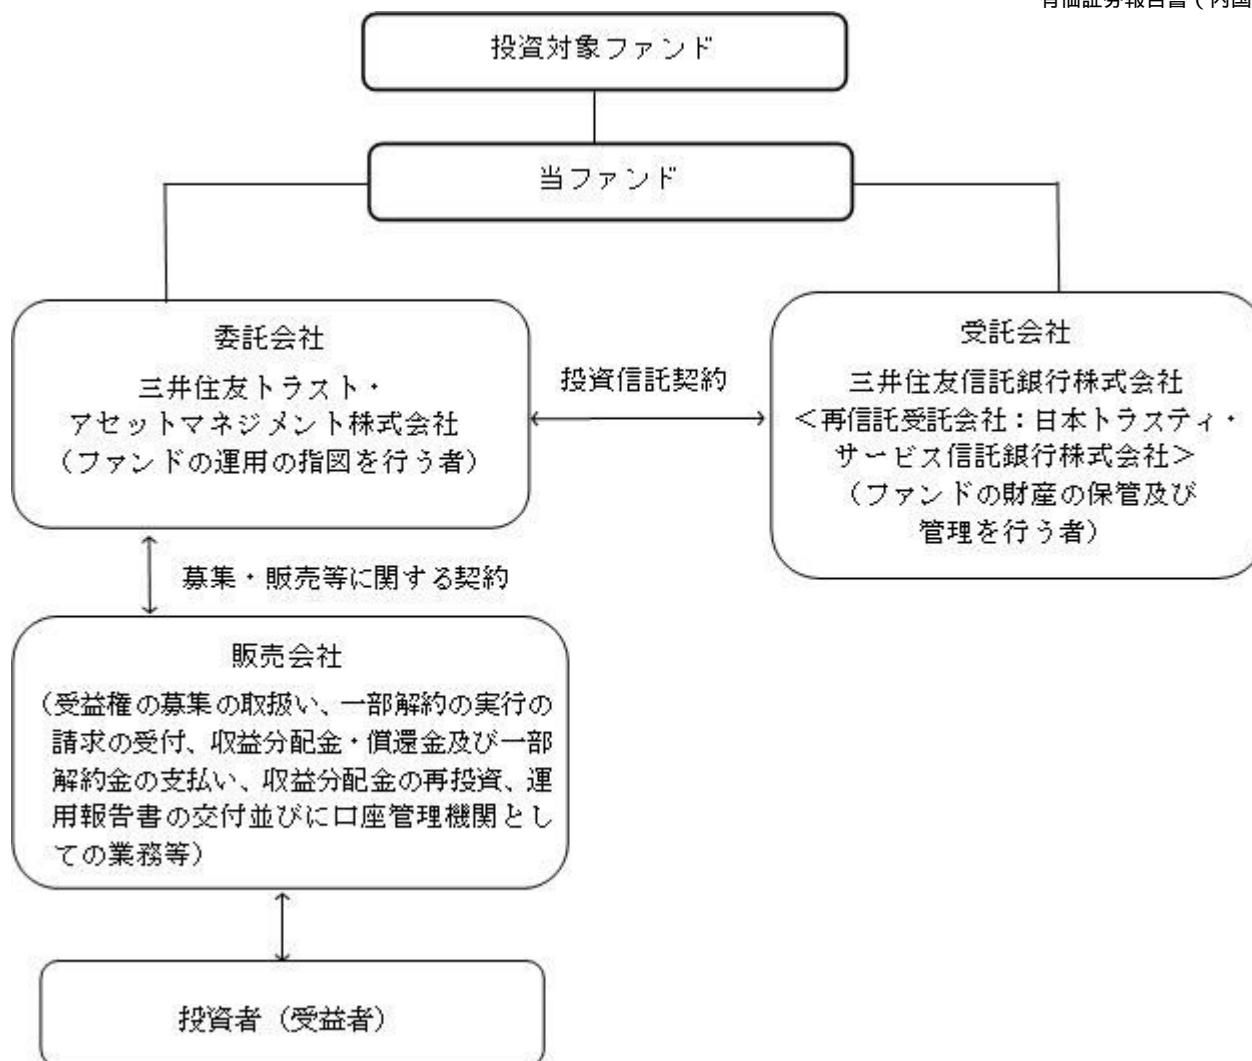 有価証券報告書(内国
投資対象ファンド
当ファンド
委託会社
三井住友トラスト・
アセットマネジメント株式会社
(ファンドの運用の指図を行う者)
投資信託契約
受託会社
三井住友信託銀行株式会社
<再信託受託会社:日本トラスティ・
サービス信託銀行株式会社>
(ファンドの財産の保管及び
管理を行う者)
募集・販売等に関する契約
販売会社
(受益権の募集の取扱い、一部解約の実行の
請求の受付、収益分配金・償還金及び一部
解約金の支払い、収益分配金の再投資、運
用報告書の交付並びに口座管理機関とし
ての業務等)
投資者(受益者)